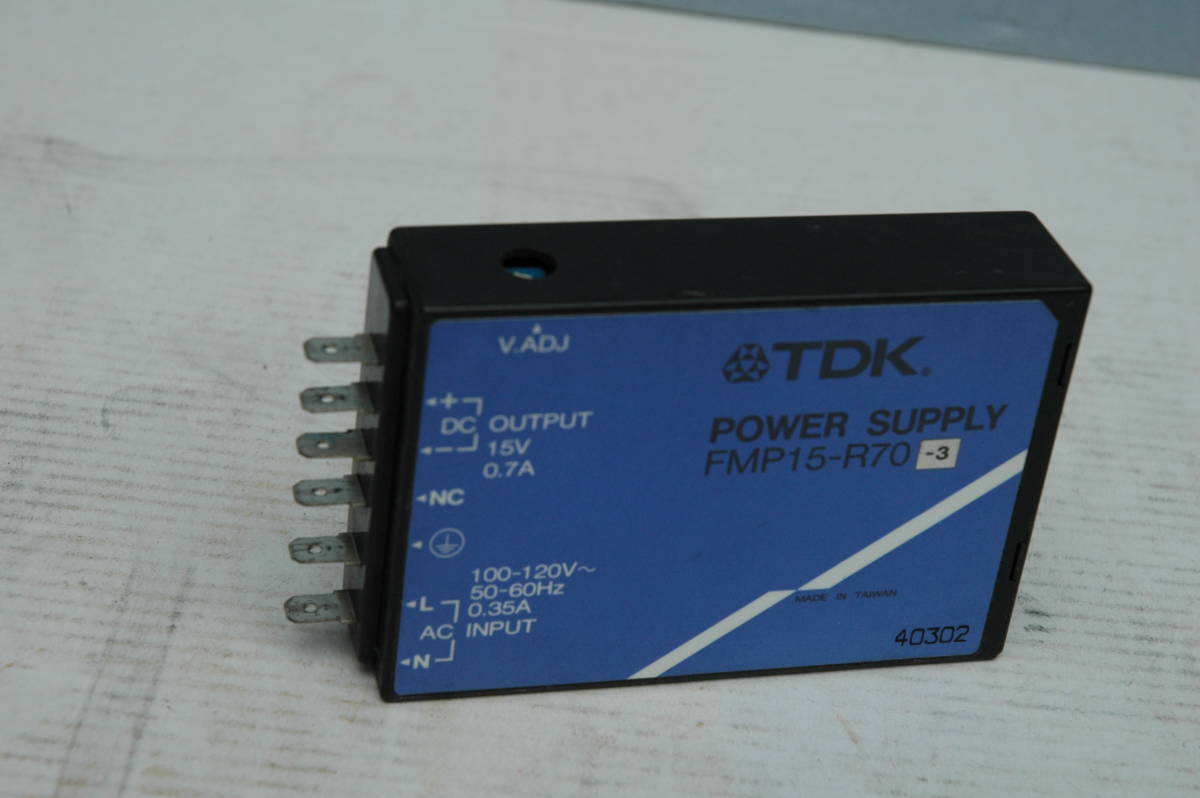 V.ADJ
TDK®
+
DC OUTPUT
-
15V
0.7A
POWER SUPPLY
FMP15-R70 -3
NC
100-120V~
50-60Hz
L 0.35A
AC INPUT
N
MADE IN TAIWAN
40302